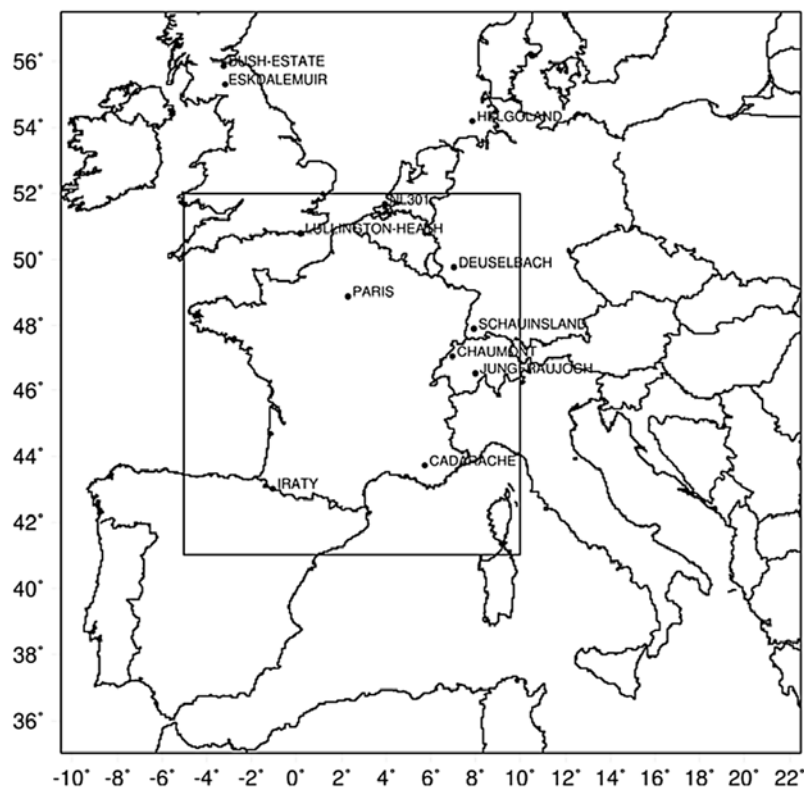 56°
BUSH-ESTATE
ESKDALEMUIR
54°
HELGOLAND
52°
NL301
LULLINGTON-HEATH
50°
DEUSELBACH
PARIS
48°
SCHAUINSLAND
CHAUMONT
JUNGFRAUJOCH
46°
44°
CADARACHE
IRATY
42°
40°
38°
36°
-10° -8° -6° -4° -2° 0° 2° 4° 6° 8° 10° 12° 14° 16° 18° 20° 22°